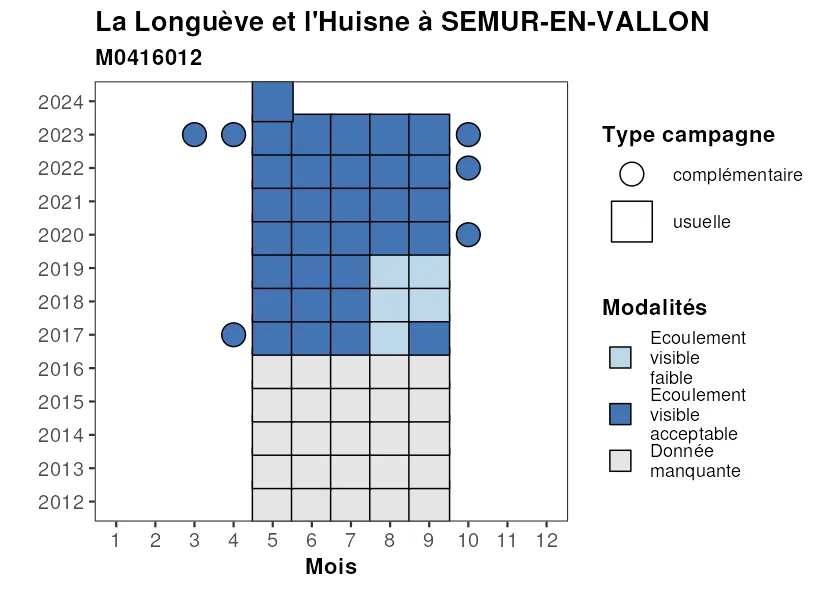 La Longuève et l'Huisne à SEMUR-EN-VALLON
M0416012
2024
2023
2022
2021
2020
2019
2018
2017
2016
2015
2014
2013
2012
1 2 3 4 5 6 7 8 9 10 11 12
Mois
Type campagne
complémentaire
usuelle
Modalités
Ecoulement
visible
faible
Ecoulement
visible
acceptable
Donnée
manquante